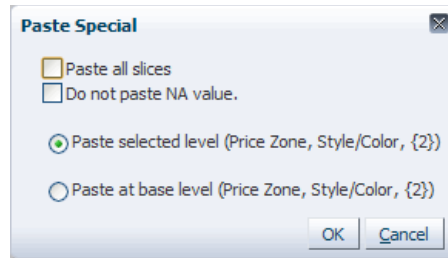 Paste Special
Paste all slices
Do not paste NA value.
Paste selected level (Price Zone, Style/Color, {2})
Paste at base level (Price Zone, Style/Color, {2})
OK
Cancel